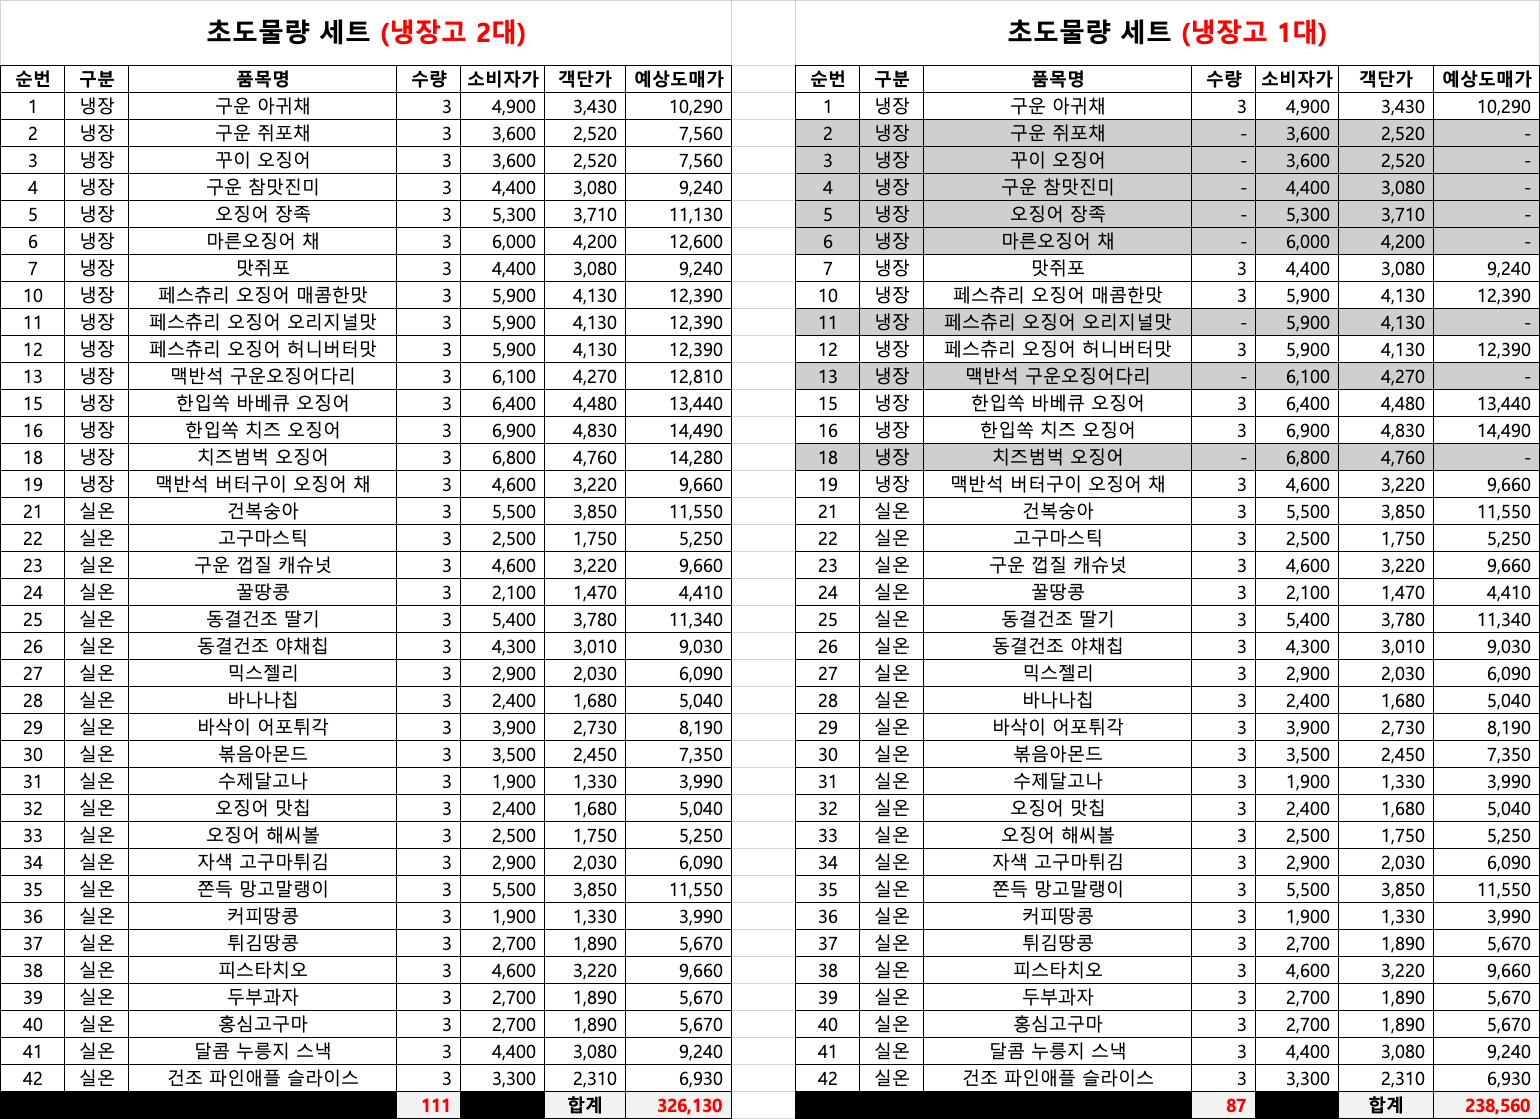 초도물량 세트 (냉장고 2대)
순번 구분 품목명 수량 소비자가 객단가 예상도매가
1 냉장 구운 아귀채 3 4,900 3,430 10,290
2 냉장 구운 쥐포채 3 3,600 2,520 7,560
3 냉장 꾸이 오징어 3 3,600 2,520 7,560
4 냉장 구운 참맛진미 3 4,400 3,080 9,240
5 냉장 오징어 장족 3 5,300 3,710 11,130
6 냉장 마른오징어 채 3 6,000 4,200 12,600
7 냉장 맛쥐포 3 4,400 3,080 9,240
10 냉장 페스츄리 오징어 매콤한맛 3 5,900 4,130 12,390
11 냉장 페스츄리 오징어 오리지널맛 3 5,900 4,130 12,390
12 냉장 페스츄리 오징어 허니버터맛 3 5,900 4,130 12,390
13 냉장 맥반석 구운오징어다리 3 6,100 4,270 12,810
15 냉장 한입쏙 바베큐 오징어 3 6,400 4,480 13,440
16 냉장 한입쏙 치즈 오징어 3 6,900 4,830 14,490
18 냉장 치즈범벅 오징어 3 6,800 4,760 14,280
19 냉장 맥반석 버터구이 오징어 채 3 4,600 3,220 9,660
21 실온 건복숭아 3 5,500 3,850 11,550
22 실온 고구마스틱 3 2,500 1,750 5,250
23 실온 구운 껍질 캐슈넛 3 4,600 3,220 9,660
24 실온 꿀땅콩 3 2,100 1,470 4,410
25 실온 동결건조 딸기 3 5,400 3,780 11,340
26 실온 동결건조 야채칩 3 4,300 3,010 9,030
27 실온 믹스젤리 3 2,900 2,030 6,090
28 실온 바나나칩 3 2,400 1,680 5,040
29 실온 바삭이 어포튀각 3 3,900 2,730 8,190
30 실온 볶음아몬드 3 3,500 2,450 7,350
31 실온 수제달고나 3 1,900 1,330 3,990
32 실온 오징어 맛칩 3 2,400 1,680 5,040
33 실온 오징어 해씨볼 3 2,500 1,750 5,250
34 실온 자색 고구마튀김 3 2,900 2,030 6,090
35 실온 쫀득 망고말랭이 3 5,500 3,850 11,550
36 실온 커피땅콩 3 1,900 1,330 3,990
37 실온 튀김땅콩 3 2,700 1,890 5,670
38 실온 피스타치오 3 4,600 3,220 9,660
39 실온 두부과자 3 2,700 1,890 5,670
40 실온 홍심고구마 3 2,700 1,890 5,670
41 실온 달콤 누릉지 스낵 3 4,400 3,080 9,240
42 실온 건조 파인애플 슬라이스 3 3,300 2,310 6,930
111 합계 326,130
초도물량 세트 (냉장고 1대)
순번 구분 품목명 수량 소비자가 객단가 예상도매가
1 냉장 구운 아귀채 3 4,900 3,430 10,290
2 냉장 구운 쥐포채 - 3,600 2,520 -
3 냉장 꾸이 오징어 - 3,600 2,520 -
4 냉장 구운 참맛진미 - 4,400 3,080 -
5 냉장 오징어 장족 - 5,300 3,710 -
6 냉장 마른오징어 채 - 6,000 4,200 -
7 냉장 맛쥐포 3 4,400 3,080 9,240
10 냉장 페스츄리 오징어 매콤한맛 3 5,900 4,130 12,390
11 냉장 페스츄리 오징어 오리지널맛 - 5,900 4,130 -
12 냉장 페스츄리 오징어 허니버터맛 3 5,900 4,130 12,390
13 냉장 맥반석 구운오징어다리 - 6,100 4,270 -
15 냉장 한입쏙 바베큐 오징어 3 6,400 4,480 13,440
16 냉장 한입쏙 치즈 오징어 3 6,900 4,830 14,490
18 냉장 치즈범벅 오징어 - 6,800 4,760 -
19 냉장 맥반석 버터구이 오징어 채 3 4,600 3,220 9,660
21 실온 건복숭아 3 5,500 3,850 11,550
22 실온 고구마스틱 3 2,500 1,750 5,250
23 실온 구운 껍질 캐슈넛 3 4,600 3,220 9,660
24 실온 꿀땅콩 3 2,100 1,470 4,410
25 실온 동결건조 딸기 3 5,400 3,780 11,340
26 실온 동결건조 야채칩 3 4,300 3,010 9,030
27 실온 믹스젤리 3 2,900 2,030 6,090
28 실온 바나나칩 3 2,400 1,680 5,040
29 실온 바삭이 어포튀각 3 3,900 2,730 8,190
30 실온 볶음아몬드 3 3,500 2,450 7,350
31 실온 수제달고나 3 1,900 1,330 3,990
32 실온 오징어 맛칩 3 2,400 1,680 5,040
33 실온 오징어 해씨볼 3 2,500 1,750 5,250
34 실온 자색 고구마튀김 3 2,900 2,030 6,090
35 실온 쫀득 망고말랭이 3 5,500 3,850 11,550
36 실온 커피땅콩 3 1,900 1,330 3,990
37 실온 튀김땅콩 3 2,700 1,890 5,670
38 실온 피스타치오 3 4,600 3,220 9,660
39 실온 두부과자 3 2,700 1,890 5,670
40 실온 홍심고구마 3 2,700 1,890 5,670
41 실온 달콤 누릉지 스낵 3 4,400 3,080 9,240
42 실온 건조 파인애플 슬라이스 3 3,300 2,310 6,930
87 합계 238,560